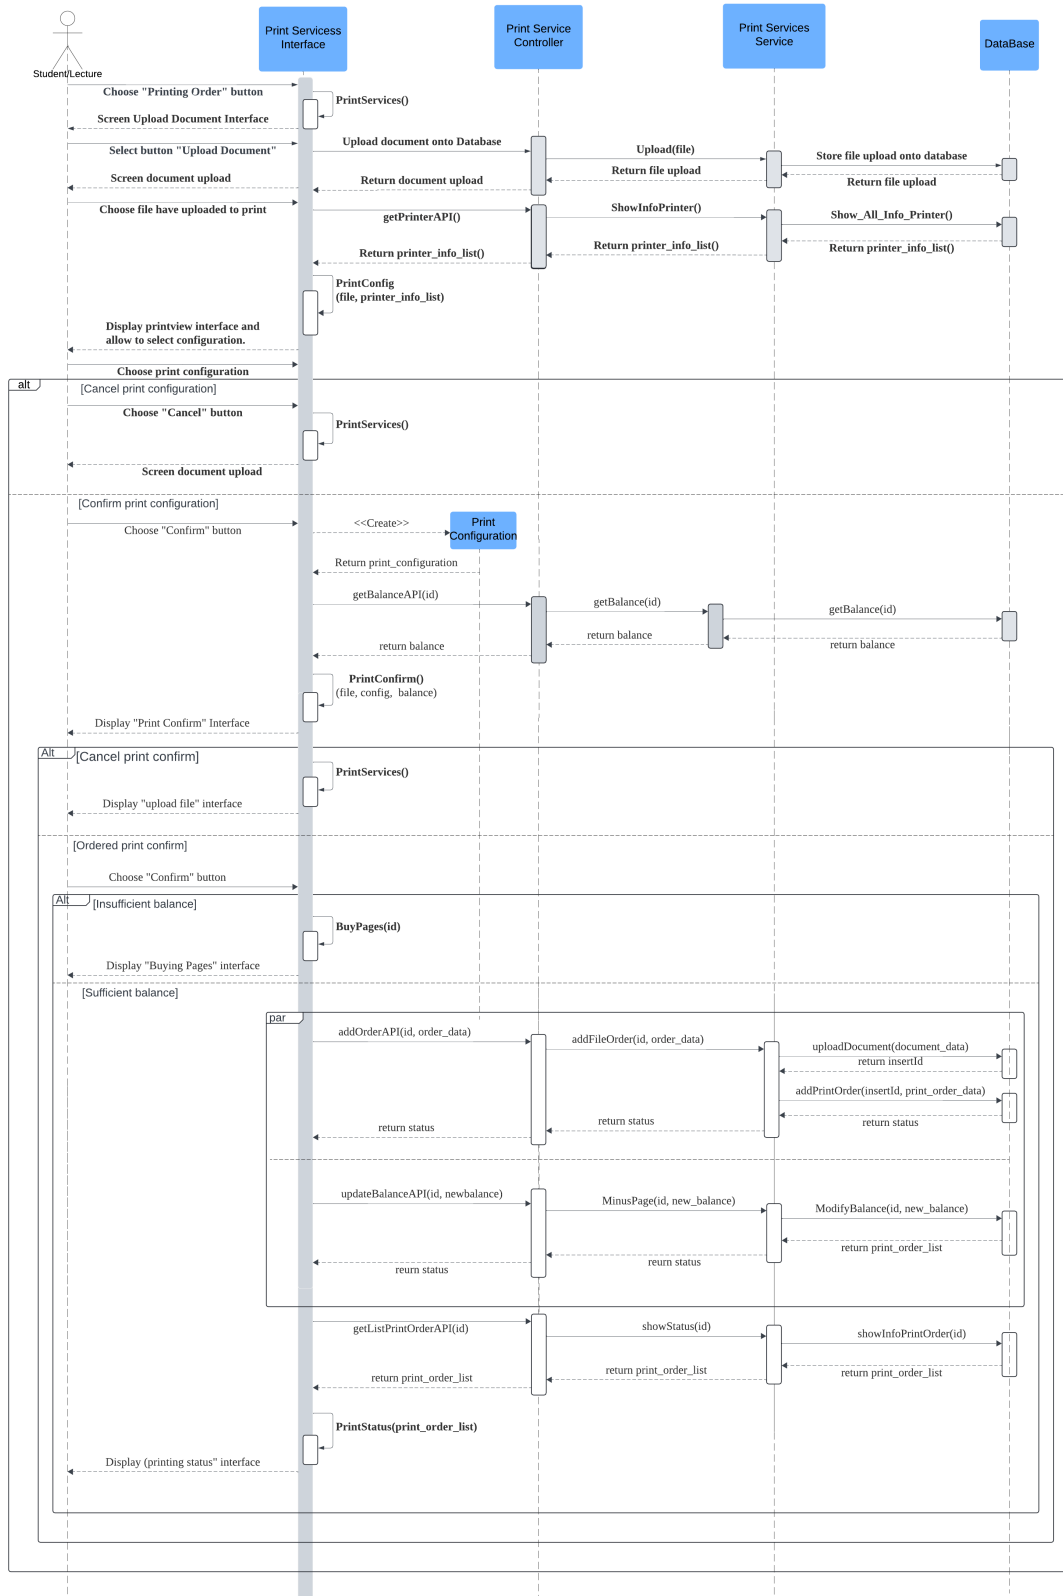 Print Servicess
Interface
Print Service
Controller
Print Services
Service
DataBase
Student/Lecture
Choose "Printing Order" button
PrintServices()
Screen Upload Document Interface
Select button "Upload Document"
Upload document onto Database
Upload(file)
Store file upload onto database
Screen document upload
Return document upload
Return file upload
Return file upload
Choose file have uploaded to print
getPrinterAPI()
ShowInfoPrinter()
Show_All_Info_Printer()
Return printer_info_list()
Return printer_info_list()
Return printer_info_list()
PrintConfig
(file, printer_info_list)
Display printview interface and
allow to select configuration.
Choose print configuration
alt
[Cancel print configuration]
Choose "Cancel" button
PrintServices()
Screen document upload
[Confirm print configuration]
Choose "Confirm" button
<<Create>>
Print
Configuration
Return print_configuration
getBalanceAPI(id)
getBalance(id)
getBalance(id)
return balance
return balance
return balance
PrintConfirm()
(file, config, balance)
Display "Print Confirm" Interface
Alt
[Cancel print confirm]
PrintServices()
Display "upload file" interface
[Ordered print confirm]
Choose "Confirm" button
Alt
[Insufficient balance]
BuyPages(id)
Display "Buying Pages" interface
[Sufficient balance]
par
addOrderAPI(id, order_data)
addFileOrder(id, order_data)
uploadDocument(document_data)
return insertId
addPrintOrder(insertId, print_order_data)
return status
return status
return status
updateBalanceAPI(id, newbalance)
MinusPage(id, new_balance)
ModifyBalance(id, new_balance)
return print_order_list
reurn status
reurn status
getListPrintOrderAPI(id)
showStatus(id)
showInfoPrintOrder(id)
return print_order_list
return print_order_list
return print_order_list
PrintStatus(print_order_list)
Display (printing status" interface